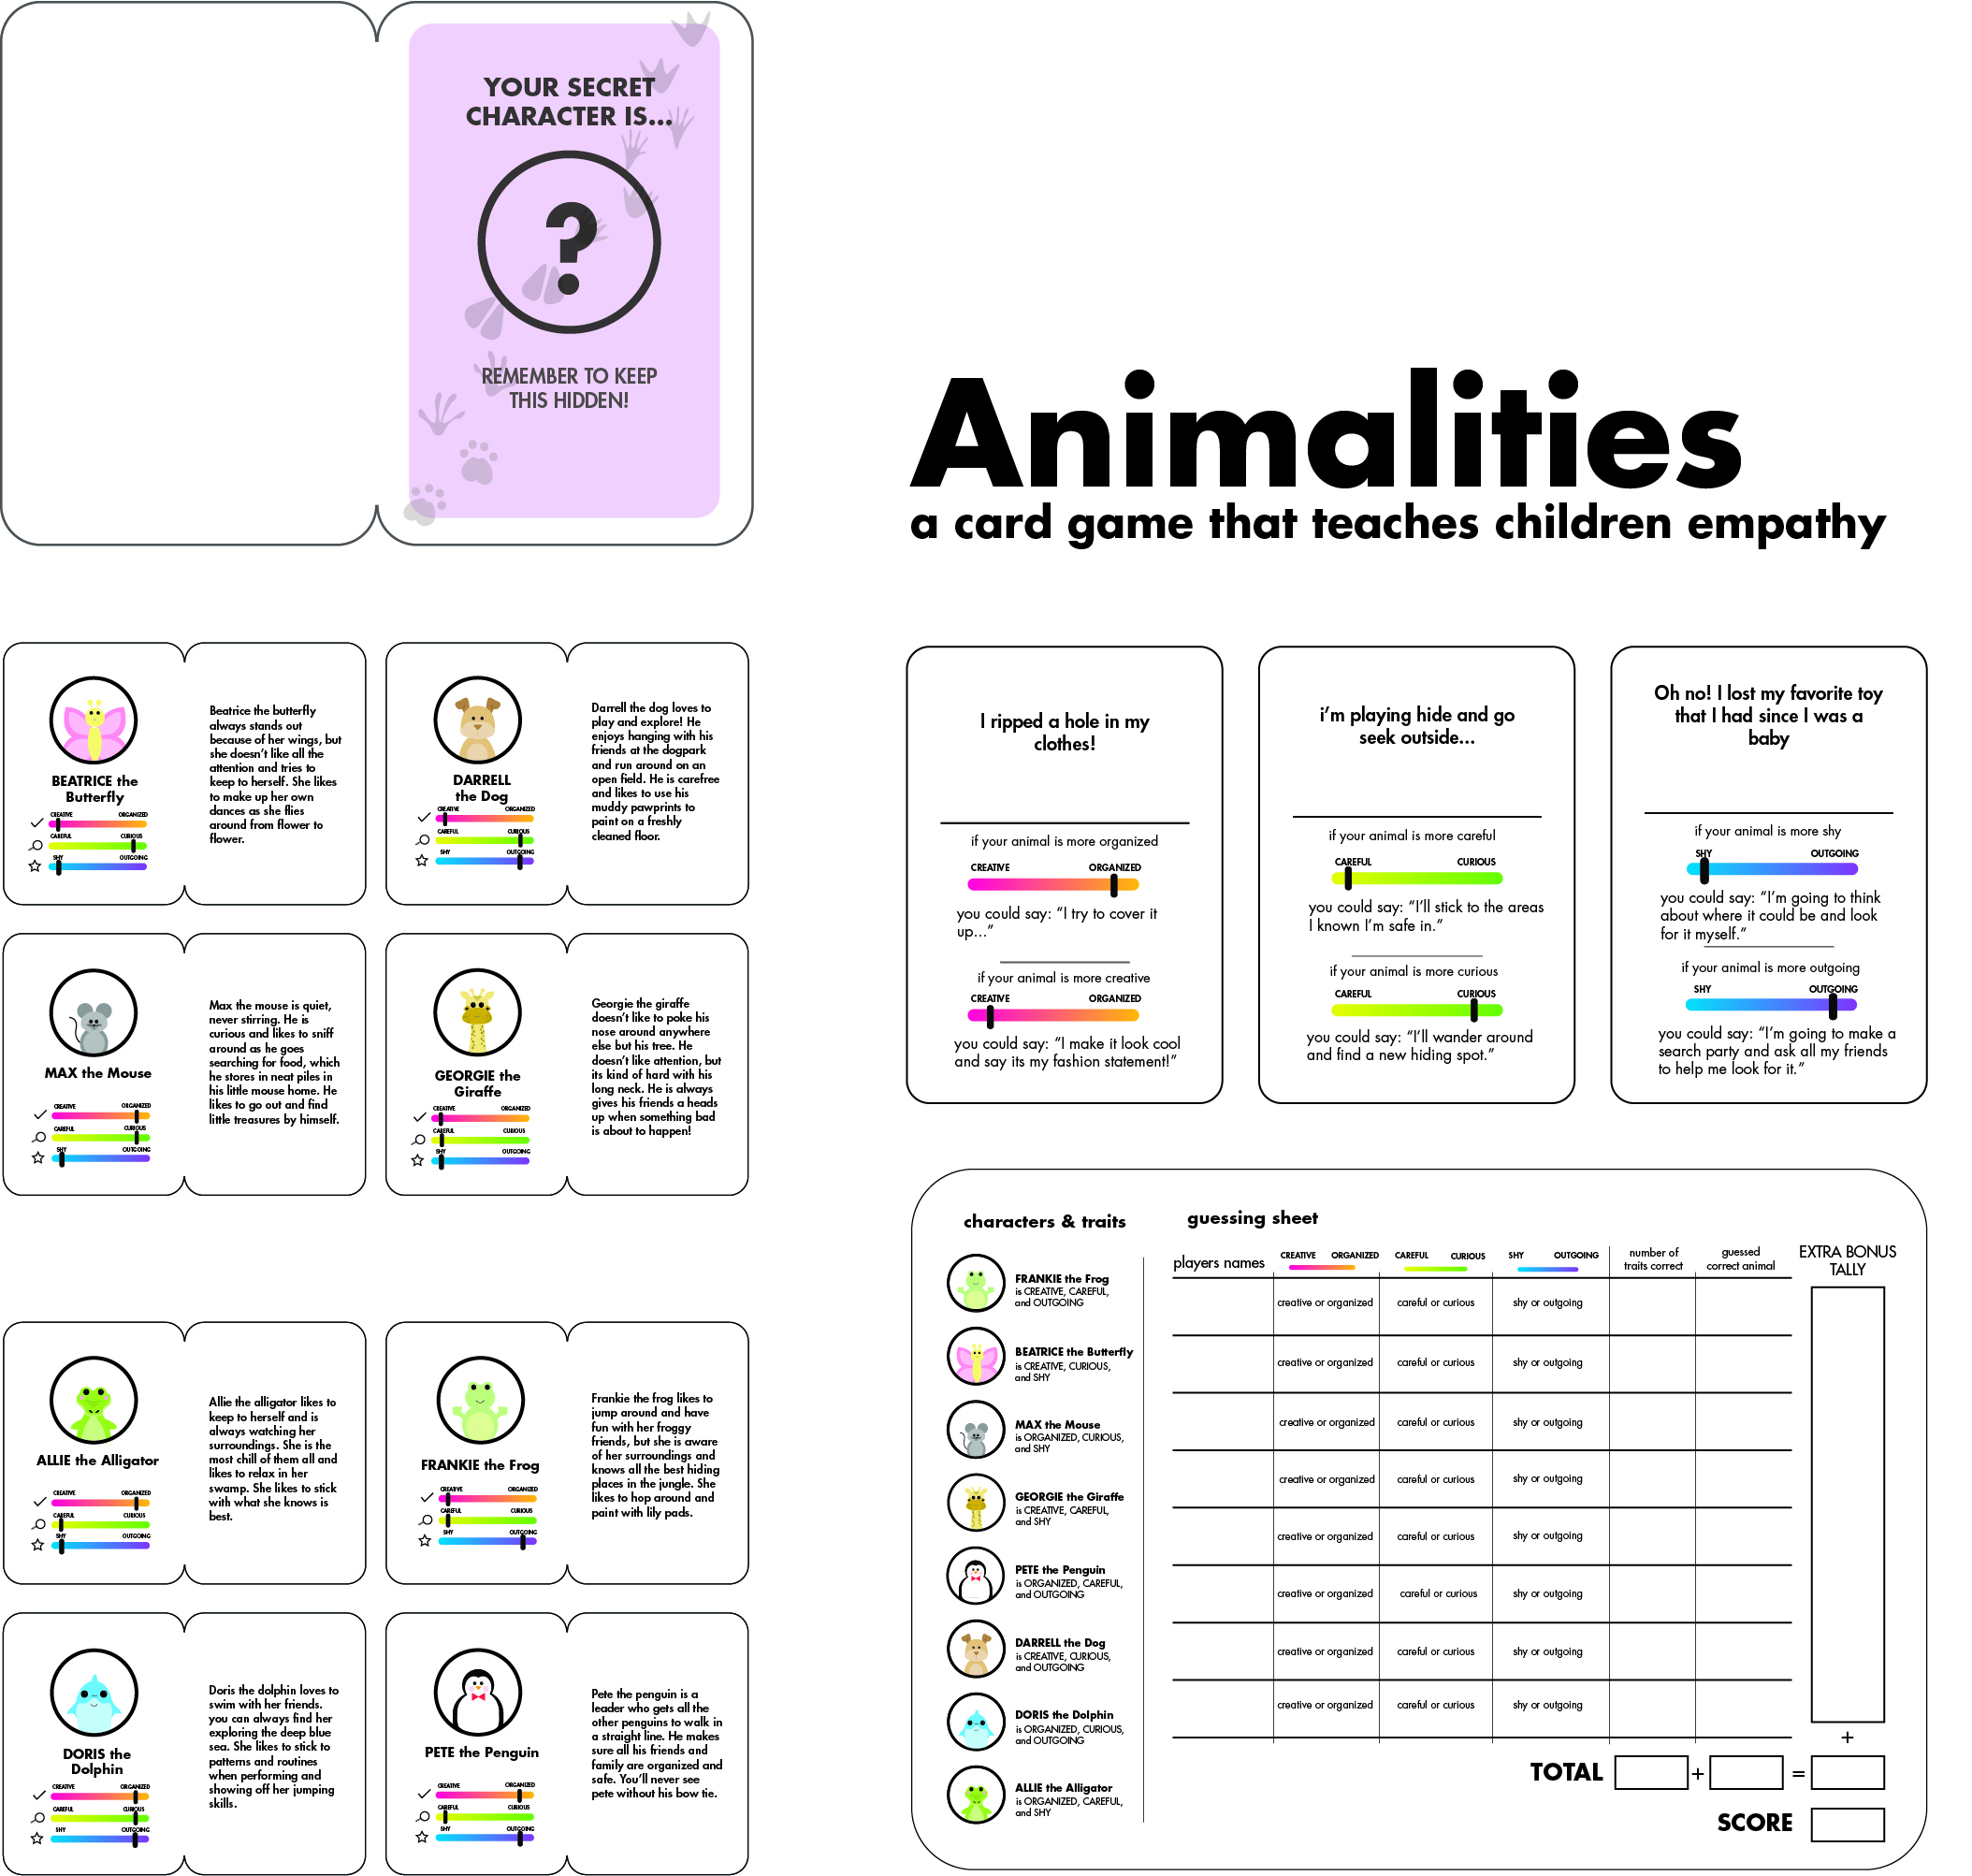 YOUR SECRET
CHARACTER IS...
?
REMEMBER TO KEEP
THIS HIDDEN!
Animalities
a card game that teaches children empathy
BEATRICE the
Butterfly
CREATIVE ORGANIZED
CAREFUL CURIOUS
SHY OUTGOING
Beatrice the butterfly
always stands out
because of her wings, but
she doesn't like all the
attention and tries to
keep to herself. She likes
to make up her own
dances as she flies
around from flower to
flower.
DARRELL
the Dog
CREATIVE ORGANIZED
CAREFUL CURIOUS
SHY OUTGOING
Darrell the dog loves to
play and explore! He
enjoys hanging with his
friends at the dogpark
and run around on an
open field. He is carefree
and likes to use his
muddy pawprints to
paint on a freshly
cleaned floor.
MAX the Mouse
CREATIVE ORGANIZED
CAREFUL CURIOUS
SHY OUTGOING
Max the mouse is quiet,
never stirring. He is
curious and likes to sniff
around as he goes
searching for food, which
he stores in neat piles in
his little mouse home. He
likes to go out and find
little treasures by himself.
GEORGIE the
Giraffe
CREATIVE ORGANIZED
CAREFUL CURIOUS
SHY OUTGOING
Georgie the giraffe
doesn't like to poke his
nose around anywhere
else but his tree. He
doesn't like attention, but
its kind of hard with his
long neck. He is always
gives his friends a heads
up when something bad
is about to happen!
ALLIE the Alligator
CREATIVE ORGANIZED
CAREFUL CURIOUS
SHY OUTGOING
Allie the alligator likes to
keep to herself and is
always watching her
surroundings. She is the
most chill of them all and
likes to relax in her
swamp. She likes to stick
with what she knows is
best.
FRANKIE the Frog
CREATIVE ORGANIZED
CAREFUL CURIOUS
SHY OUTGOING
Frankie the frog likes to
jump around and have
fun with her froggy
friends, but she is aware
of her surroundings and
knows all the best hiding
places in the jungle. She
likes to hop around and
paint with lily pads.
DORIS the
Dolphin
CREATIVE ORGANIZED
CAREFUL CURIOUS
SHY OUTGOING
Doris the dolphin loves to
swim with her friends.
you can always find her
exploring the deep blue
sea. She likes to stick to
patterns and routines
when performing and
showing off her jumping
skills.
PETE the Penguin
CREATIVE ORGANIZED
CAREFUL CURIOUS
SHY OUTGOING
Pete the penguin is a
leader who gets all the
other penguins to walk in
a straight line. He makes
sure all his friends and
family are organized and
safe. You'll never see
pete without his bow tie.
I ripped a hole in my
clothes!
if your animal is more organized
CREATIVE ORGANIZED
you could say: "I try to cover it
up..."
if your animal is more creative
CREATIVE ORGANIZED
you could say: "I make it look cool
and say its my fashion statement!"
i'm playing hide and go
seek outside...
if your animal is more careful
CAREFUL CURIOUS
you could say: "I'll stick to the areas
I known I'm safe in."
if your animal is more curious
CAREFUL CURIOUS
you could say: "I'll wander around
and find a new hiding spot."
Oh no! I lost my favorite toy
that I had since I was a
baby
if your animal is more shy
SHY OUTGOING
you could say: "I'm going to think
about where it could be and look
for it myself."
if your animal is more outgoing
SHY OUTGOING
you could say: "I'm going to make a
search party and ask all my friends
to help me look for it."
characters & traits
FRANKIE the Frog
is CREATIVE, CAREFUL,
and OUTGOING
BEATRICE the Butterfly
is CREATIVE, CURIOUS,
and SHY
MAX the Mouse
is ORGANIZED, CURIOUS,
and SHY
GEORGIE the Giraffe
is CREATIVE, CAREFUL,
and SHY
PETE the Penguin
is ORGANIZED, CAREFUL,
and OUTGOING
DARRELL the Dog
is CREATIVE, CURIOUS,
and OUTGOING
DORIS the Dolphin
is ORGANIZED, CURIOUS,
and OUTGOING
ALLIE the Alligator
is ORGANIZED, CAREFUL,
and SHY
guessing sheet
players names CREATIVE ORGANIZED CAREFUL CURIOUS SHY OUTGOING number of traits correct guessed correct animal EXTRA BONUS TALLY
creative or organized careful or curious shy or outgoing
creative or organized careful or curious shy or outgoing
creative or organized careful or curious shy or outgoing
creative or organized careful or curious shy or outgoing
creative or organized careful or curious shy or outgoing
creative or organized careful or curious shy or outgoing
creative or organized careful or curious shy or outgoing
creative or organized careful or curious shy or outgoing
+
TOTAL + =
SCORE